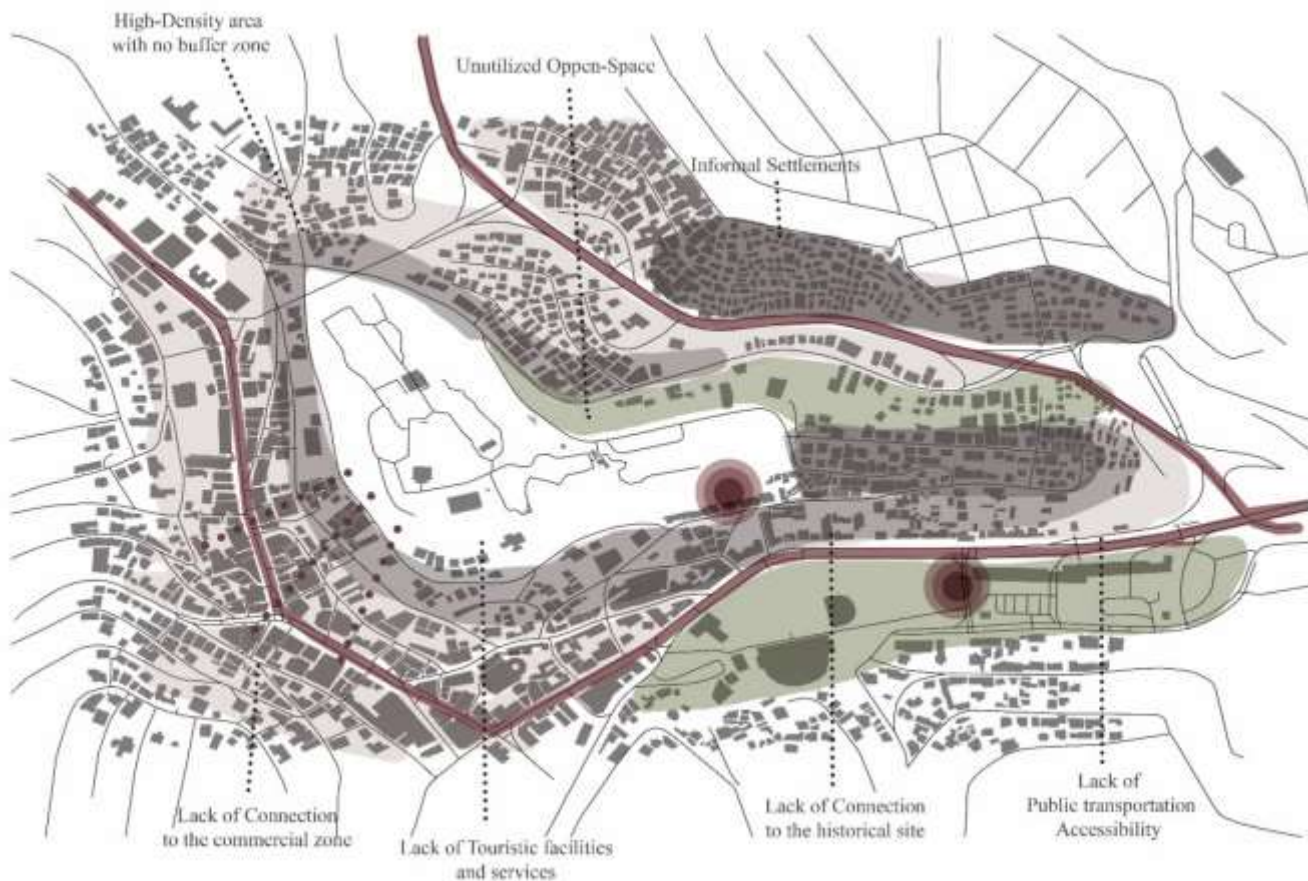 High-Density area
with no buffer zone
Unutilized Oppen-Space
Informal Settlements
Lack of Connection
to the commercial zone
Lack of Touristic facilities
and services
Lack of Connection
to the historical site
Lack of
Public transportation
Accessibility